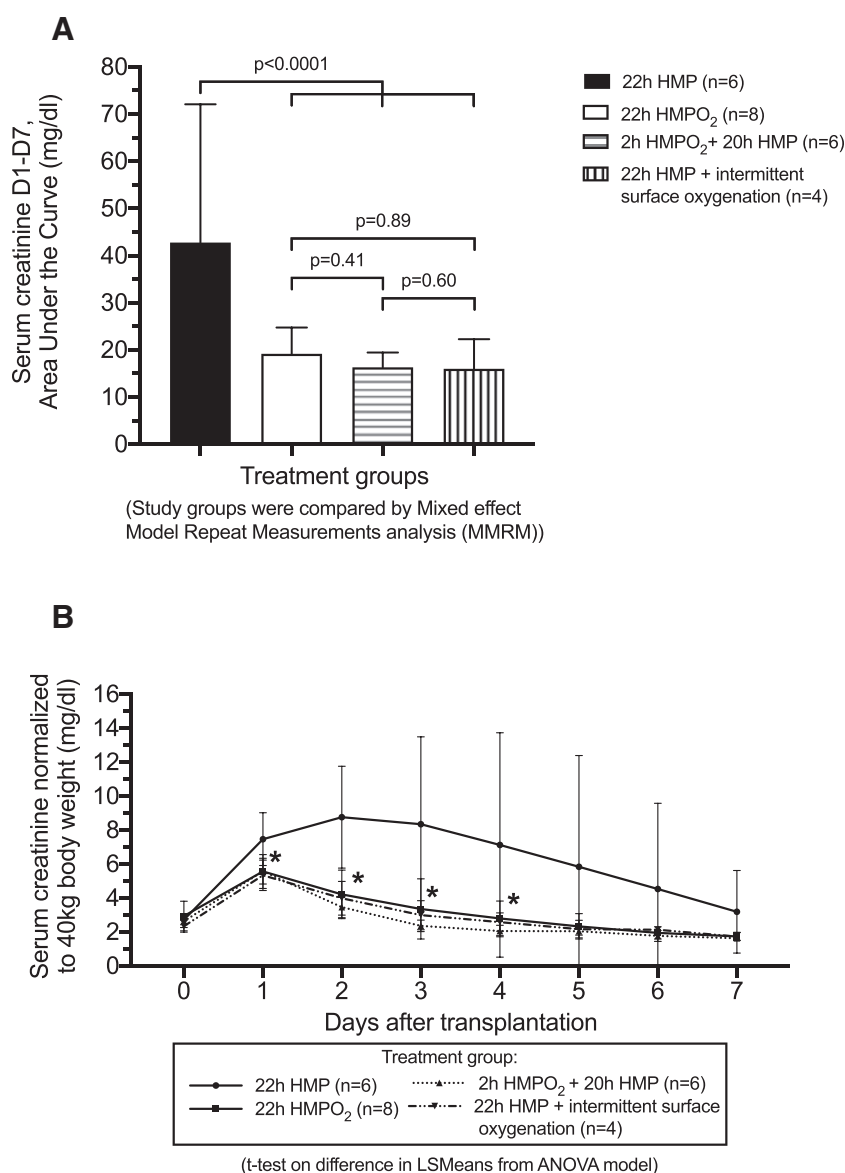 A
Serum creatinine D1-D7,
Area Under the Curve (mg/dl)
80
70
60
50
40
30
20
10
0
p<0.0001
p=0.89
p=0.41
p=0.60
22h HMP (n=6)
22h HMPO2 (n=8)
2h HMPO2+ 20h HMP (n=6)
22h HMP + intermittent
surface oxygenation (n=4)
Treatment groups
(Study groups were compared by Mixed effect
Model Repeat Measurements analysis (MMRM))
B
Serum creatinine normalized
to 40kg body weight (mg/dl)
16
14
12
10
8
6
4
2
0
*
*
*
*
0 1 2 3 4 5 6 7
Days after transplantation
Treatment group:
22h HMP (n=6)
22h HMPO2 (n=8)
2h HMPO2 + 20h HMP (n=6)
22h HMP + intermittent surface
oxygenation (n=4)
(t-test on difference in LSMeans from ANOVA model)